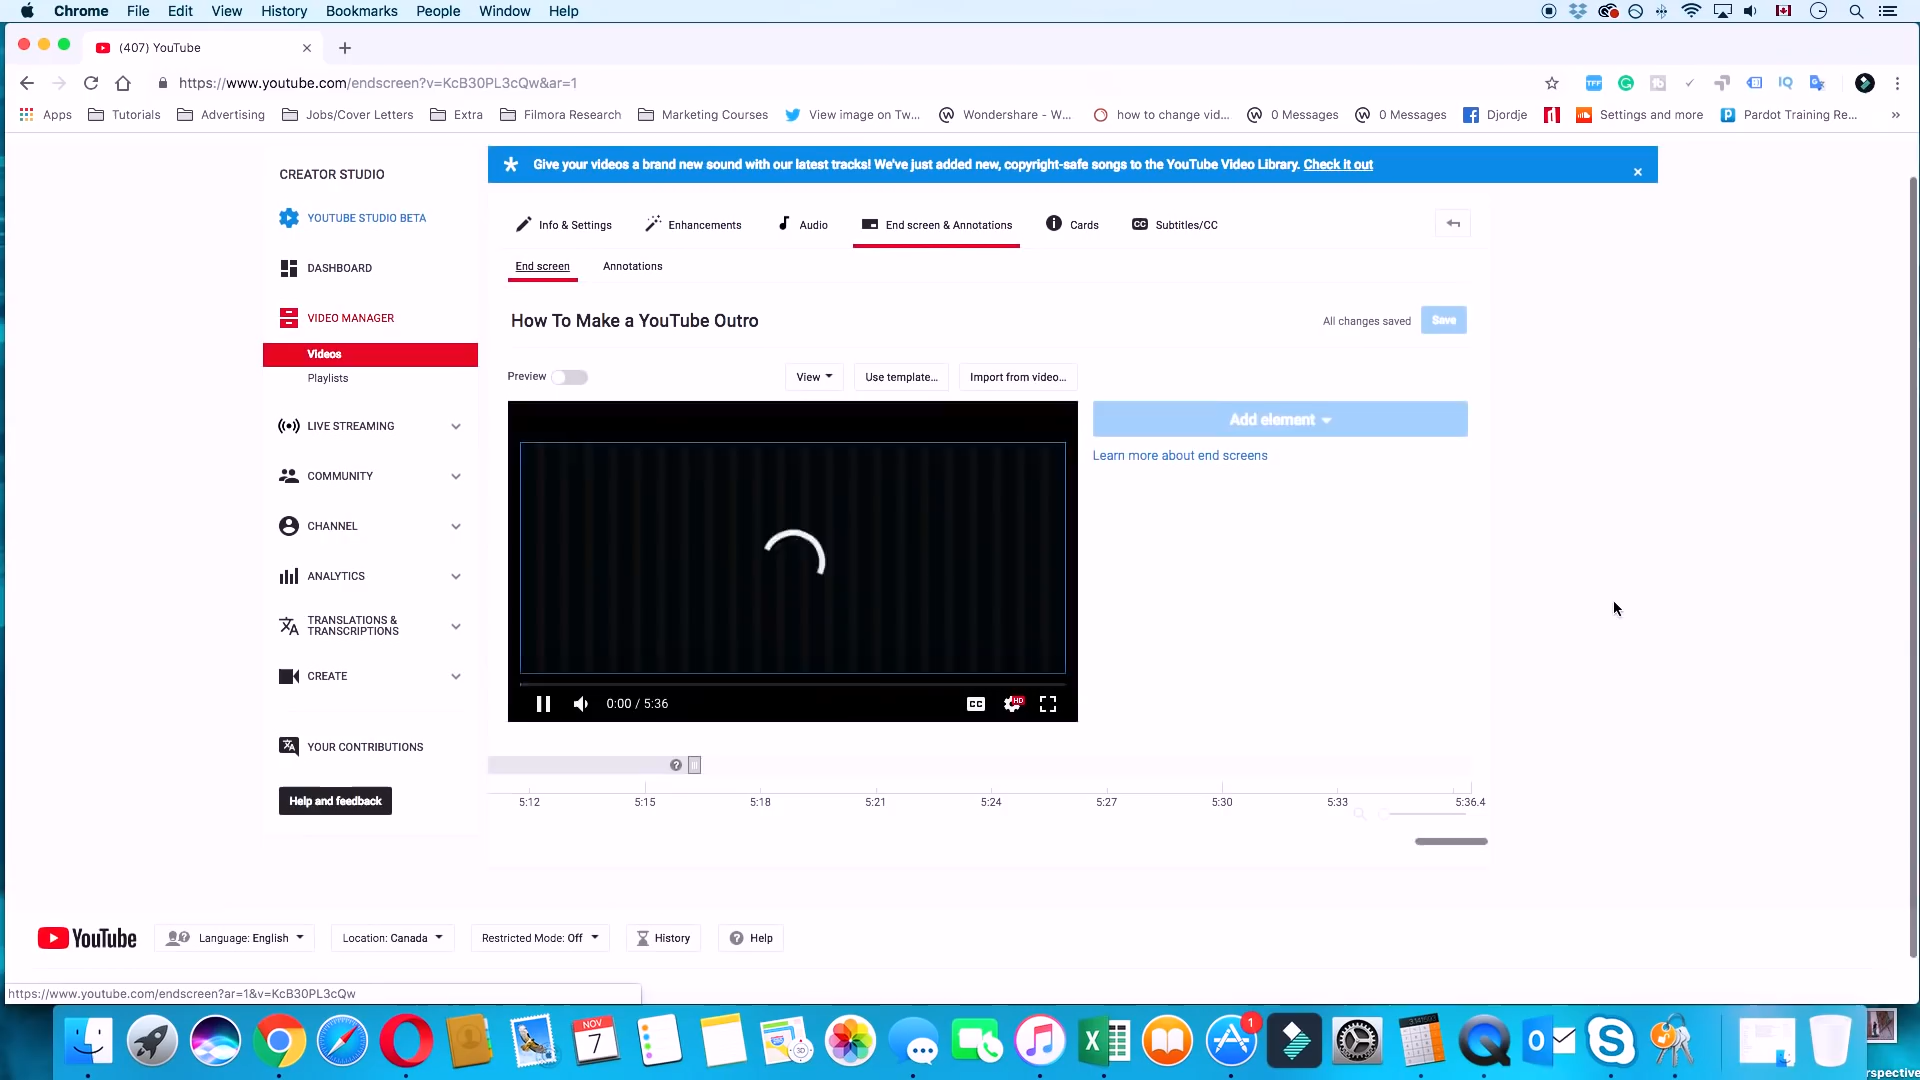 Chrome File Edit View History Bookmarks People Window Help
(407) YouTube
https://www.youtube.com/endscreen?v=KcB30PL3cQw&ar=1
Apps Tutorials Advertising Jobs/Cover Letters Extra Filmora Research Marketing Courses View image on Tw... Wondershare - W... how to change vid... 0 Messages 0 Messages Djordje Settings and more Pardot Training Re... »
Give your videos a brand new sound with our latest tracks! We've just added new, copyright-safe songs to the YouTube Video Library. Check it out
CREATOR STUDIO
YOUTUBE STUDIO BETA
DASHBOARD
VIDEO MANAGER
Videos
Playlists
LIVE STREAMING
COMMUNITY
CHANNEL
ANALYTICS
TRANSLATIONS &
TRANSCRIPTIONS
CREATE
YOUR CONTRIBUTIONS
Help and feedback
Info & Settings Enhancements Audio End screen & Annotations Cards CC Subtitles/CC
End screen Annotations
How To Make a YouTube Outro
All changes saved Save
Preview View Use template... Import from video...
Add element
Learn more about end screens
0:00 / 5:36 CC HD
5:12 5:15 5:18 5:21 5:24 5:27 5:30 5:33 5:36.4
YouTube Language: English Location: Canada Restricted Mode: Off History Help
https://www.youtube.com/endscreen?ar=1&v=KcB30PL3cQw
NOV
7
1
rspective